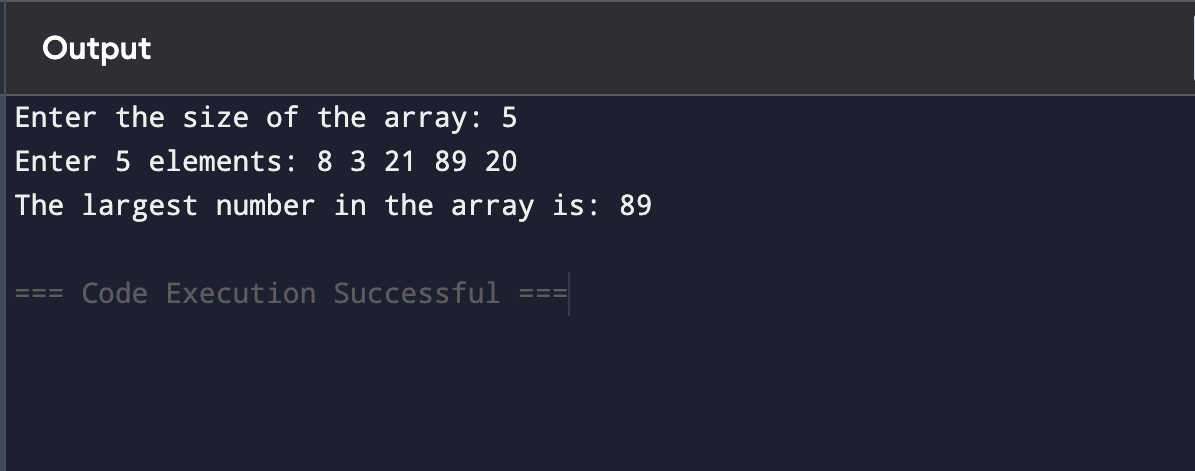 Output
Enter the size of the array: 5
Enter 5 elements: 8 3 21 89 20
The largest number in the array is: 89
=== Code Execution Successful ===